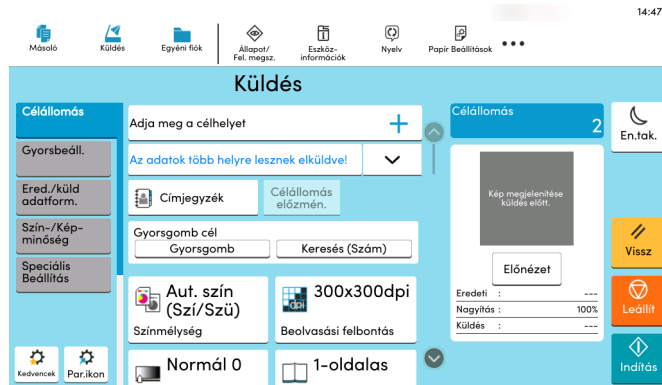 14:47
Másoló
Küldés
Egyéni fiók
Állapot/
Fel. megsz.
Eszköz-
információk
Nyelv
Papír Beállítások
Küldés
Célállomás
Gyorsbeáll.
Ered./küld
adatform.
Szín-/Kép-
minőség
Speciális
Beállítás
Kedvencek
Par.ikon
Adja meg a célhelyet
Az adatok több helyre lesznek elküldve!
Címjegyzék
Célállomás
előzmén.
Gyorsgomb cél
Gyorsgomb
Keresés (Szám)
Aut. szín
(Szí/Szü)
Színmélység
300x300dpi
dpi
Beolvasási felbontás
Normál 0
1-oldalas
Célállomás
2
Kép megjelenítése
küldés előtt.
Előnézet
Eredeti : ---
Nagyítás : 100%
Küldés : ---
En.tak.
Vissz
Leállít
Indítás